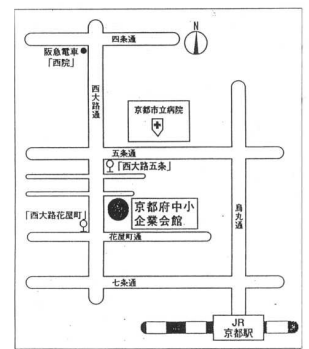 N
四条通
阪急電車
「西院」
西大路通
京都市立病院
五条通
「西大路五条」
烏丸通
京都府中小
企業会館
「西大路花屋町」
花屋町通
七条通
JR
京都駅